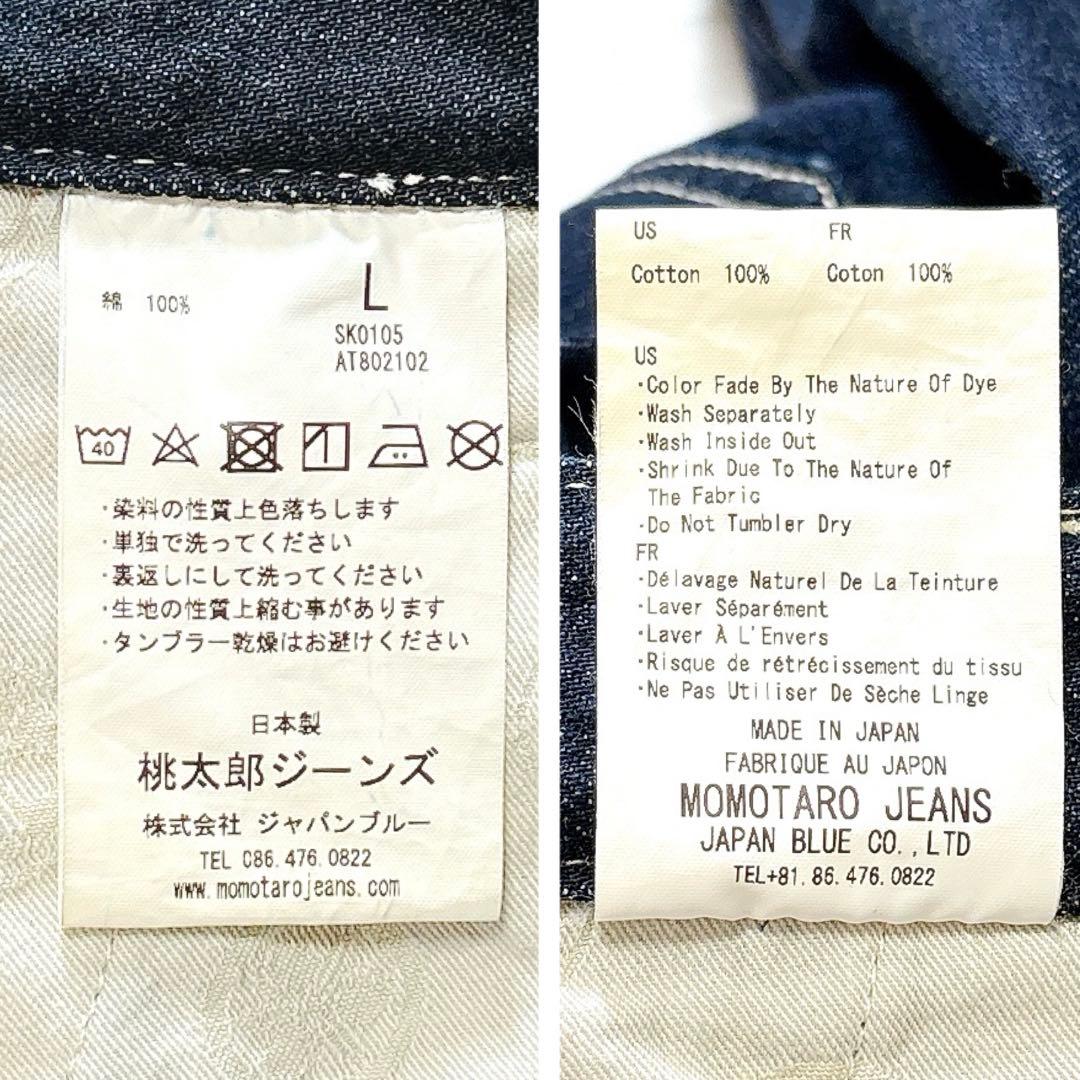 綿 100%
L
SK0105
AT802102
40
・染料の性質上色落ちします
・単独で洗ってください
・裏返しにして洗ってください
・生地の性質上縮む事があります
・タンブラー乾燥はお避けください
日本製
桃太郎ジーンズ
株式会社 ジャパンブルー
TEL 086.476.0822
www.momotarojeans.com
US FR
Cotton 100% Coton 100%
US
・Color Fade By The Nature Of Dye
・Wash Separately
・Wash Inside Out
・Shrink Due To The Nature Of
The Fabric
・Do Not Tumbler Dry
FR
・Délavage Naturel De La Teinture
・Laver Séparément
・Laver À L'Envers
・Risque de rétrécissement du tissu
・Ne Pas Utiliser De Sèche Linge
MADE IN JAPAN
FABRIQUE AU JAPON
MOMOTARO JEANS
JAPAN BLUE CO.,LTD
TEL+81.86.476.0822